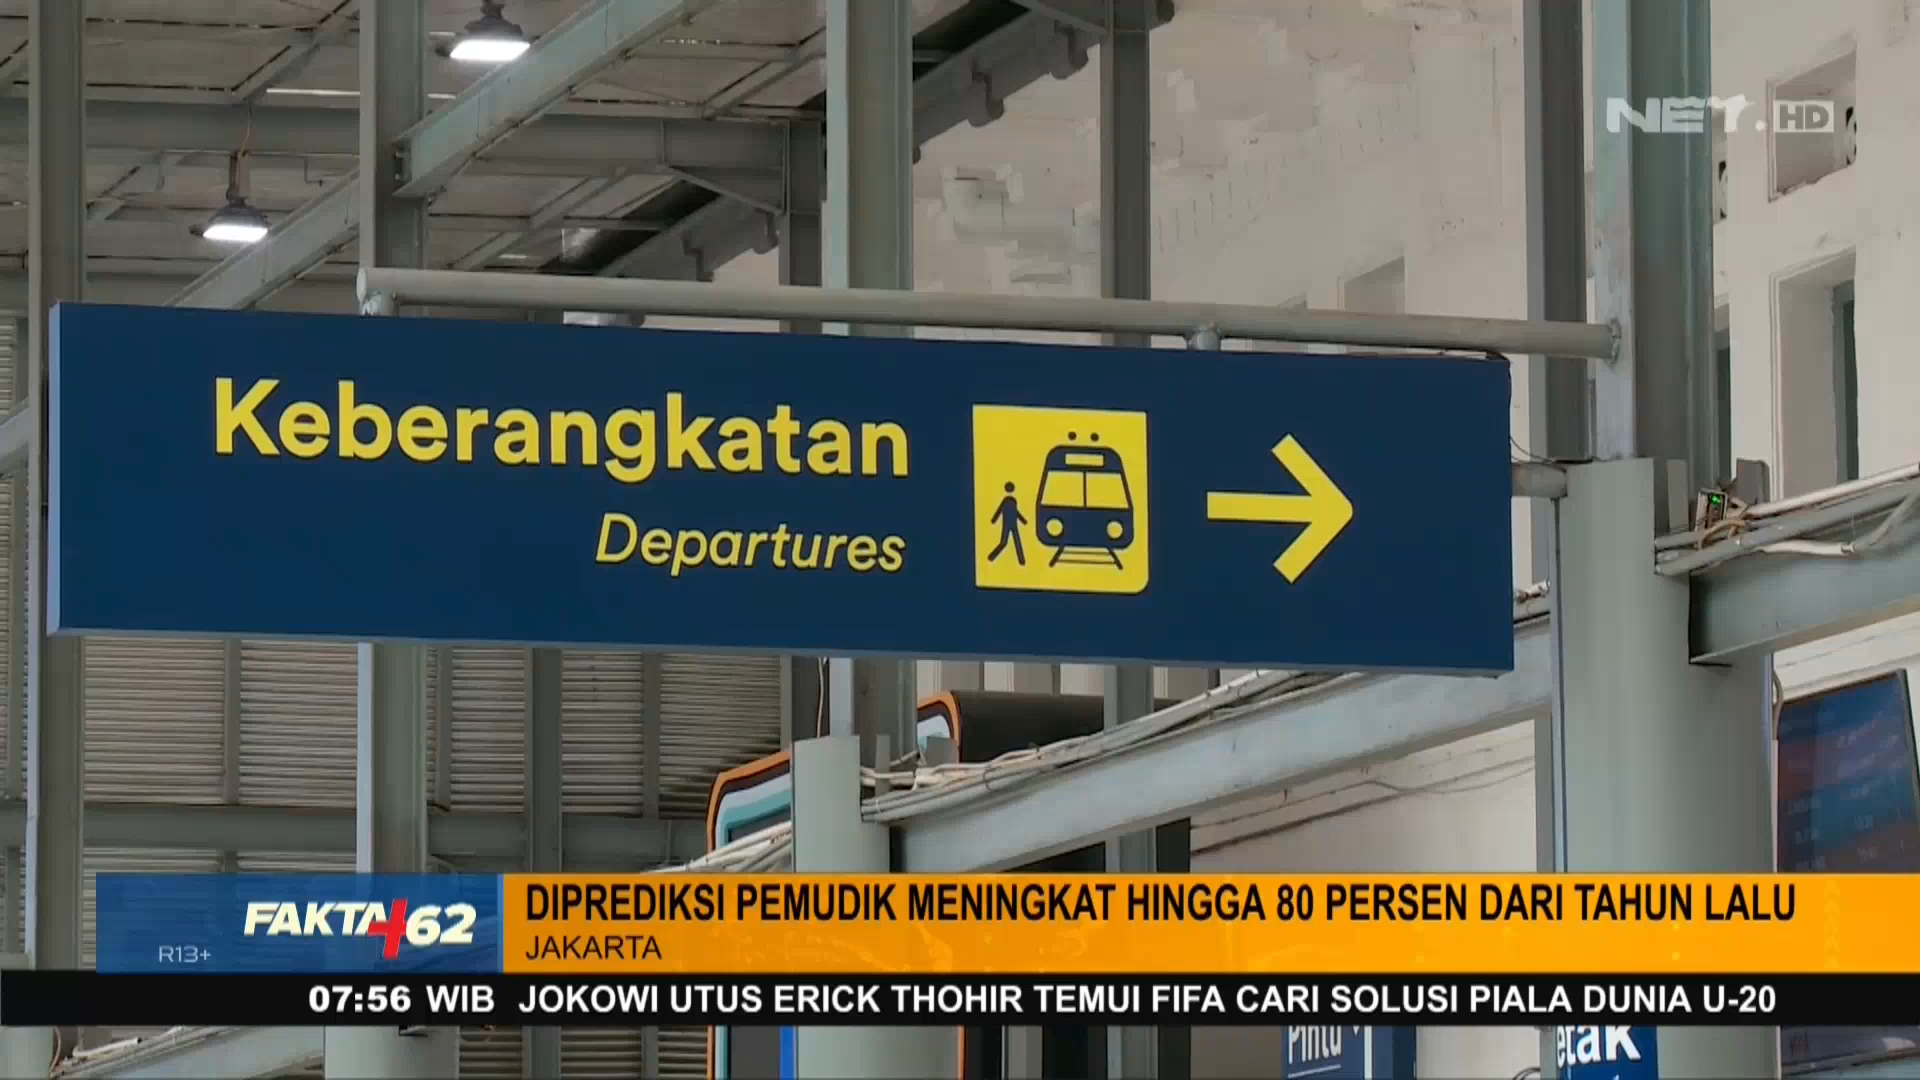 NET. HD
Keberangkatan
Departures
FAKTA+62
R13+
DIPREDIKSI PEMUDIK MENINGKAT HINGGA 80 PERSEN DARI TAHUN LALU
JAKARTA
07:56 WIB JOKOWI UTUS ERICK THOHIR TEMUI FIFA CARI SOLUSI PIALA DUNIA U-20
Pintu